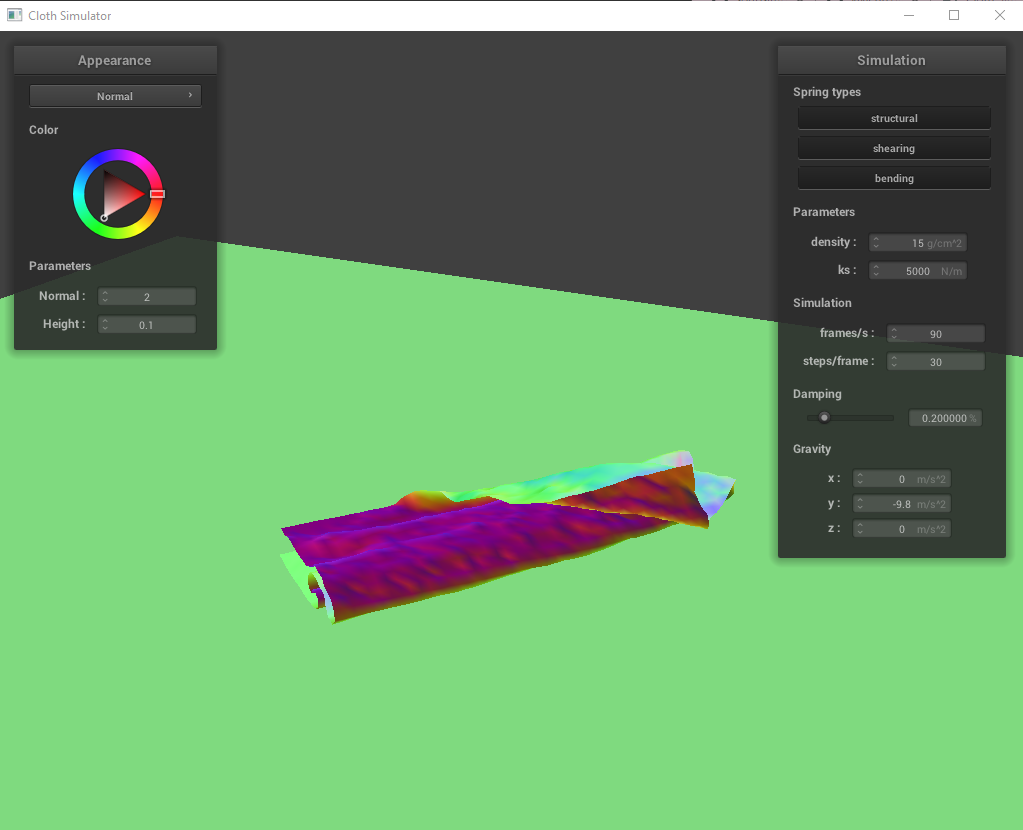 Cloth Simulator
Appearance
Normal
Color
Parameters
Normal : 2
Height : 0.1
Simulation
Spring types
structural
shearing
bending
Parameters
density : 15 g/cm^2
ks : 5000 N/m
Simulation
frames/s : 90
steps/frame : 30
Damping
0.200000 %
Gravity
x : 0 m/s^2
y : -9.8 m/s^2
z : 0 m/s^2